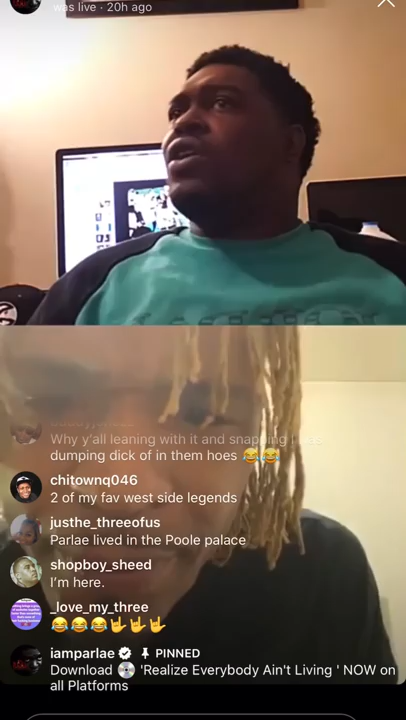 was live · 20h ago
Why y'all leaning with it and snapping
dumping dick of in them hoes 😂😂
chitownq046
2 of my fav west side legends
justhe_threeofus
Parlae lived in the Poole palace
shopboy_sheed
I'm here.
_love_my_three
😂😂😂🤟🤟🤟
iamparlae PINNED
Download 💿 'Realize Everybody Ain't Living ' NOW on
all Platforms